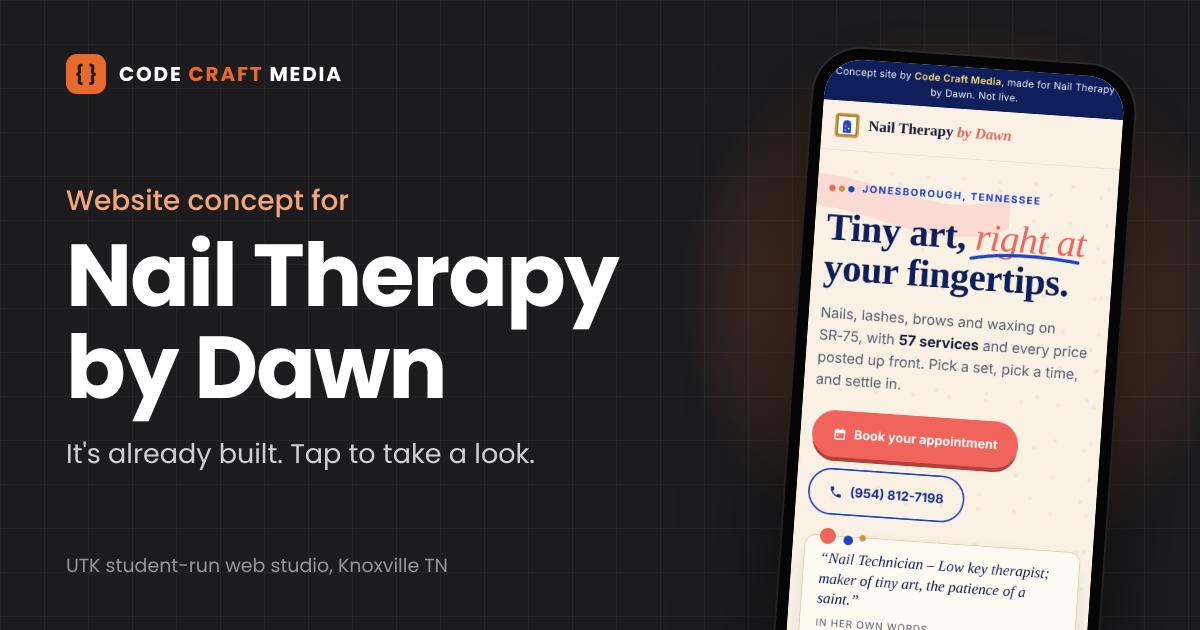 { } CODE CRAFT MEDIA
Website concept for
Nail Therapy
by Dawn
It's already built. Tap to take a look.
UTK student-run web studio, Knoxville TN
Concept site by Code Craft Media, made for Nail Therapy
by Dawn. Not live.
Nail Therapy by Dawn
JONESBOROUGH, TENNESSEE
Tiny art, right at
your fingertips.
Nails, lashes, brows and waxing on
SR-75, with 57 services and every price
posted up front. Pick a set, pick a time,
and settle in.
Book your appointment
(954) 812-7198
“Nail Technician – Low key therapist;
maker of tiny art, the patience of a
saint.”
IN HER OWN WORDS